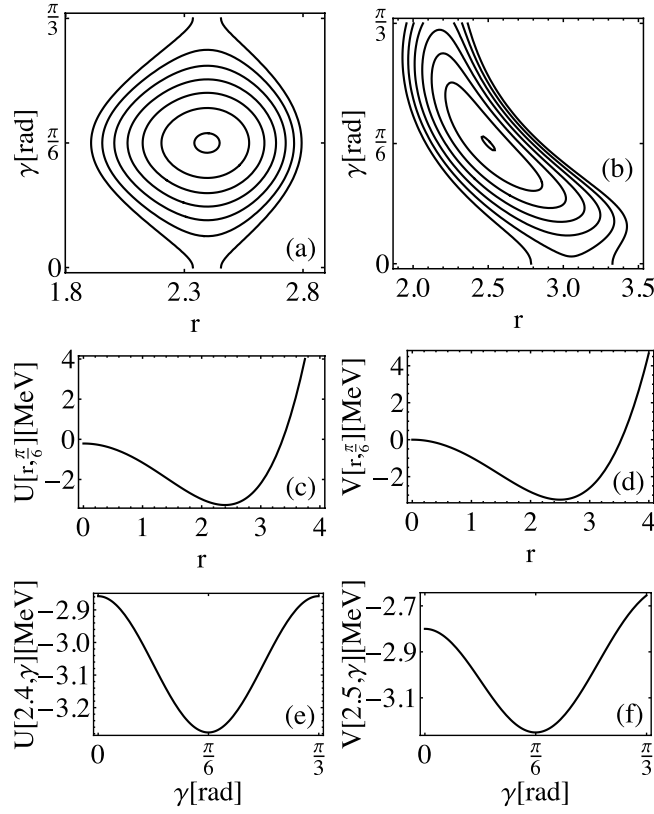 π/3
π/6
0
γ[rad]
(a)
1.8 2.3 2.8
r
π/3
π/6
0
γ[rad]
(b)
2.0 2.5 3.0 3.5
r
4
2
0
−2
U[r,π/6][MeV]
(c)
0 1 2 3 4
r
4
2
0
−2
V[r,π/6][MeV]
(d)
0 1 2 3 4
r
−2.9
−3.0
−3.1
−3.2
U[2.4,γ][MeV]
(e)
0 π/6 π/3
γ[rad]
−2.7
−2.9
−3.1
V[2.5,γ][MeV]
(f)
0 π/6 π/3
γ[rad]